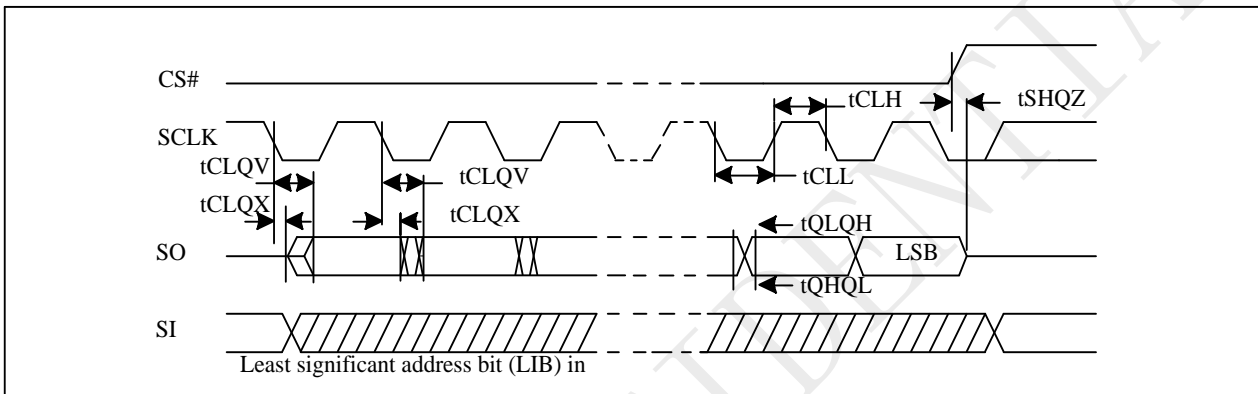 CS#
tCLH
tSHQZ
SCLK
tCLQV
tCLQV
tCLL
tCLQX
tCLQX
tQLQH
SO
LSB
tQHQL
SI
Least significant address bit (LIB) in
IDENTIA